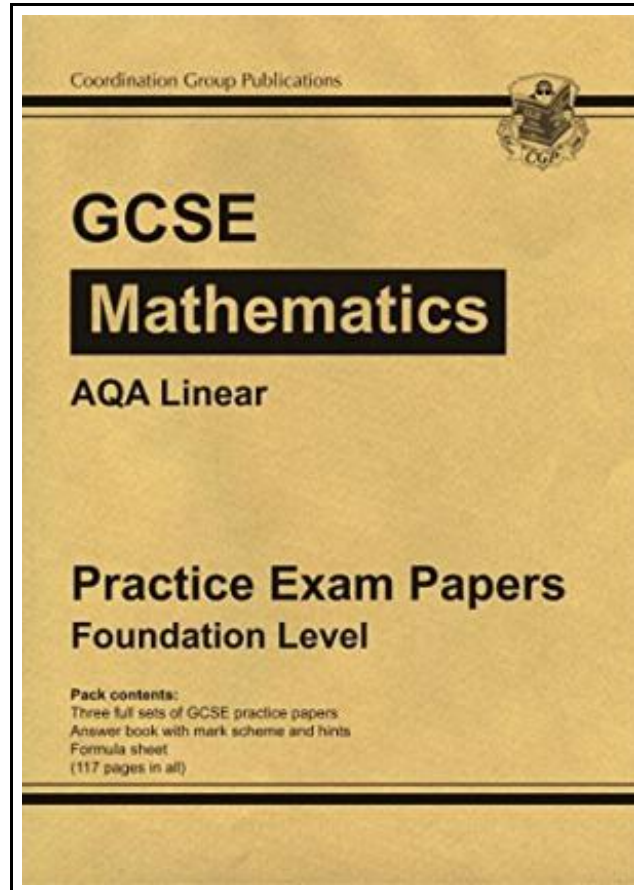 Coordination Group Publications
CGP
GCSE
Mathematics
AQA Linear
Practice Exam Papers
Foundation Level
Pack contents:
Three full sets of GCSE practice papers
Answer book with mark scheme and hints
Formula sheet
(117 pages in all)